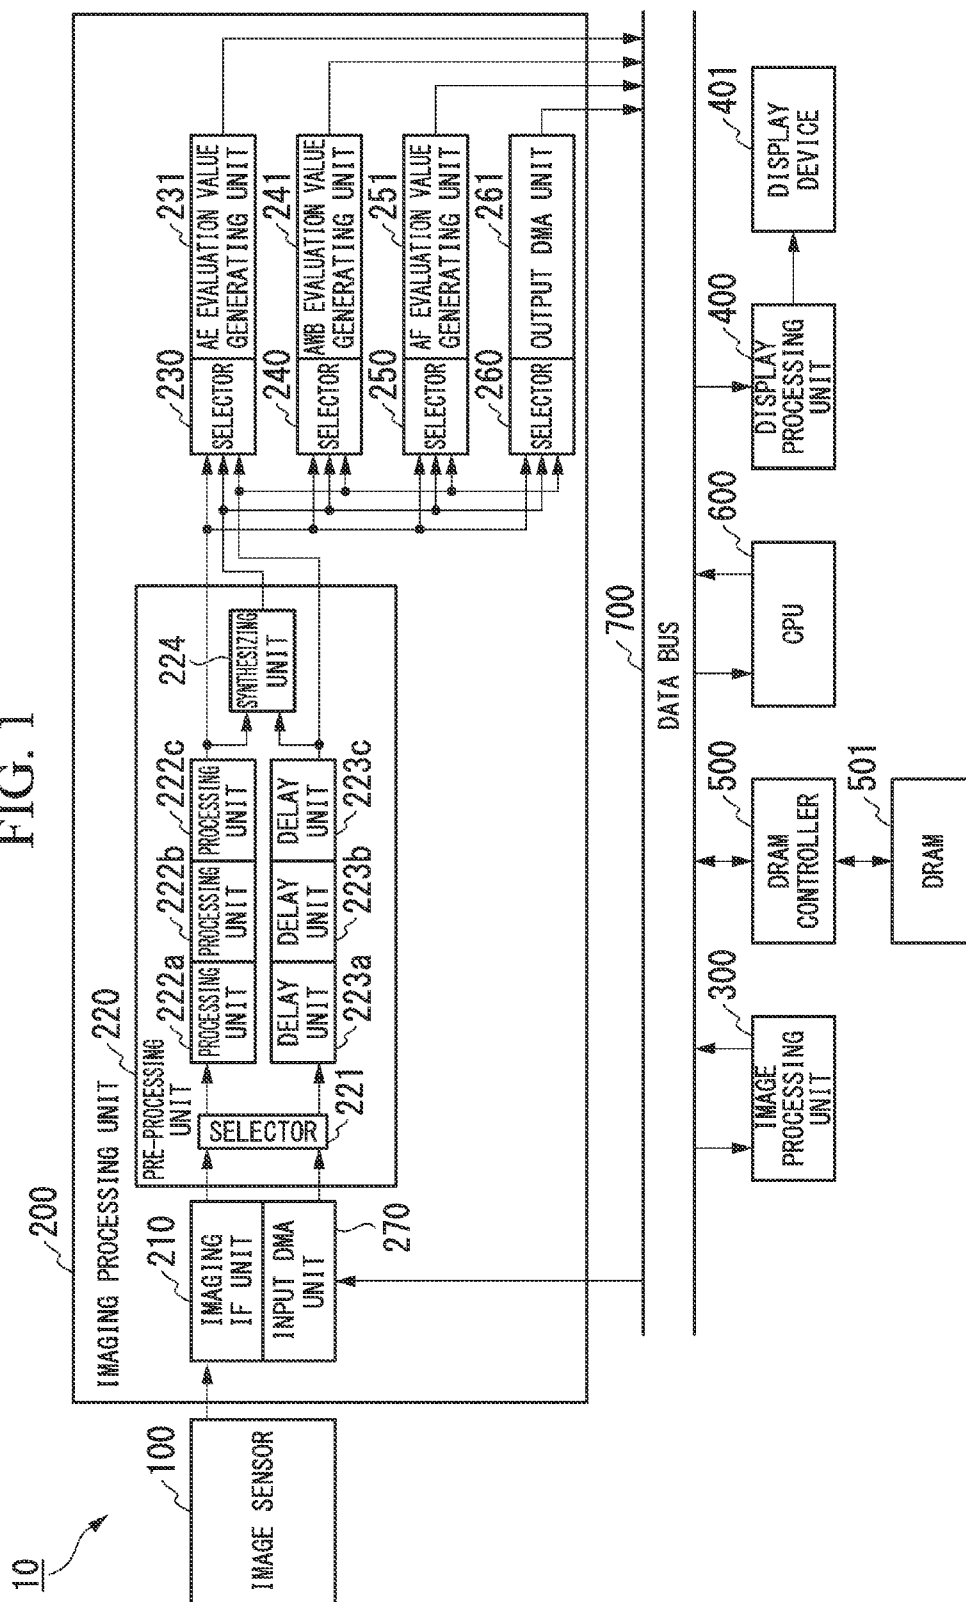 FIG. 1
10
100
IMAGE SENSOR
200
IMAGING PROCESSING UNIT
210
IMAGING
IF UNIT
INPUT DMA
UNIT
270
220
PRE-PROCESSING
UNIT
SELECTOR
221
222a
PROCESSING
UNIT
222b
PROCESSING
UNIT
222c
PROCESSING
UNIT
DELAY
UNIT
223a
DELAY
UNIT
223b
DELAY
UNIT
223c
224
SYNTHESIZING
UNIT
230
SELECTOR
231
AE EVALUATION VALUE
GENERATING UNIT
240
SELECTOR
241
AWB EVALUATION VALUE
GENERATING UNIT
250
SELECTOR
251
AF EVALUATION VALUE
GENERATING UNIT
260
SELECTOR
261
OUTPUT DMA UNIT
700
DATA BUS
300
IMAGE
PROCESSING
UNIT
500
DRAM
CONTROLLER
501
DRAM
600
CPU
400
DISPLAY
PROCESSING
UNIT
401
DISPLAY
DEVICE